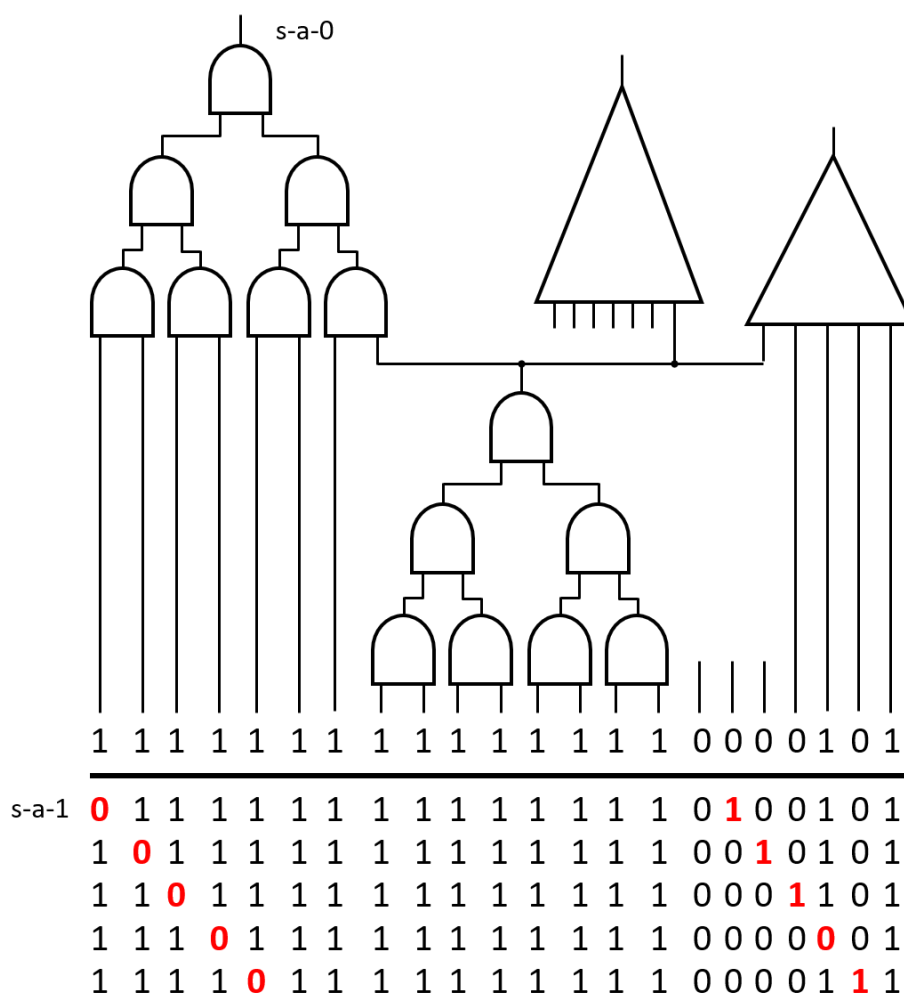 s-a-0
1 1 1 1 1 1 1 1 1 1 1 1 1 1 1 0 0 0 0 1 0 1
s-a-1 0 1 1 1 1 1 1 1 1 1 1 1 1 1 1 0 1 0 0 1 0 1
1 0 1 1 1 1 1 1 1 1 1 1 1 1 1 0 0 1 0 1 0 1
1 1 0 1 1 1 1 1 1 1 1 1 1 1 1 0 0 0 1 1 0 1
1 1 1 0 1 1 1 1 1 1 1 1 1 1 1 0 0 0 0 0 0 1
1 1 1 1 0 1 1 1 1 1 1 1 1 1 1 0 0 0 0 1 1 1